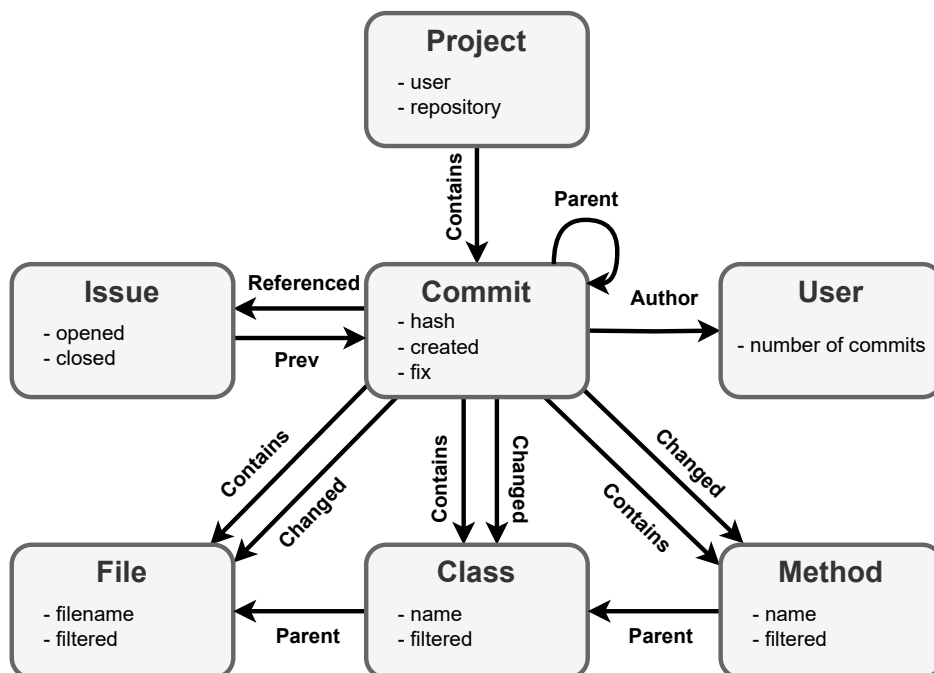 Project
- user
- repository
Contains
Parent
Issue
- opened
- closed
Referenced
Prev
Commit
- hash
- created
- fix
Author
User
- number of commits
Contains
Changed
Contains
Changed
Contains
Changed
File
- filename
- filtered
Parent
Class
- name
- filtered
Parent
Method
- name
- filtered